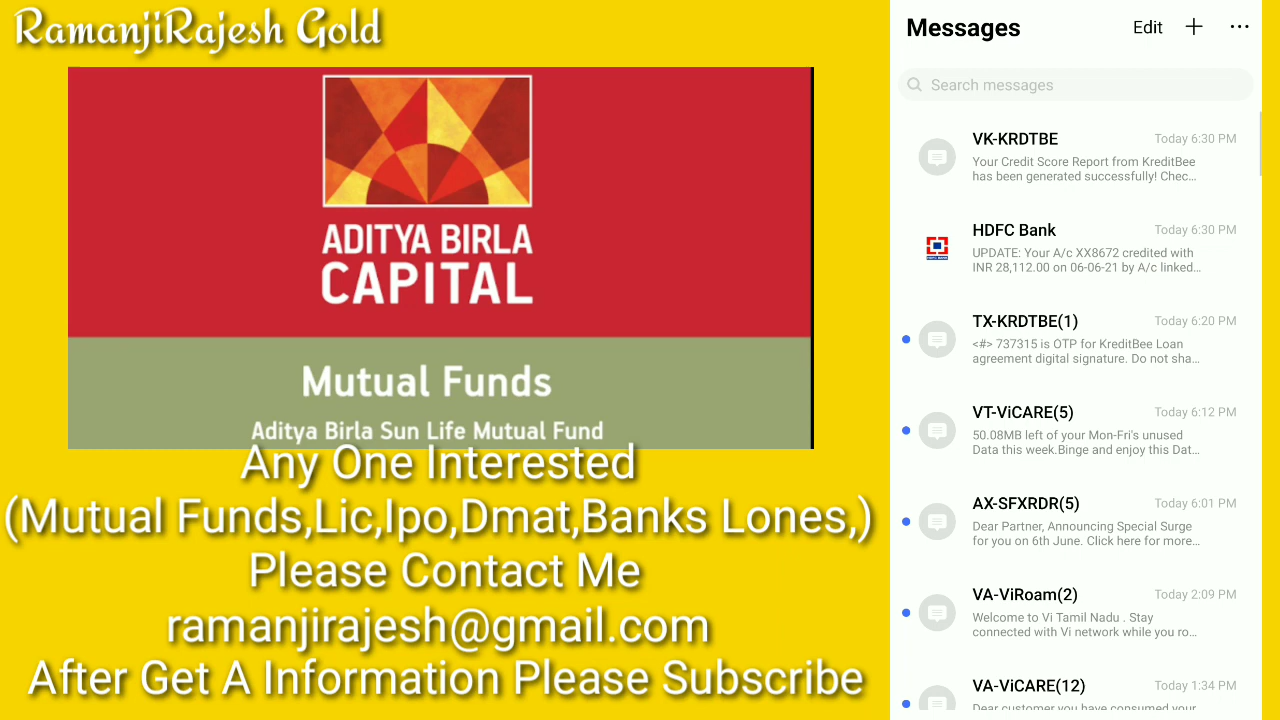 RamanjiRajesh Gold
ADITYA BIRLA
CAPITAL
Mutual Funds
Aditya Birla Sun Life Mutual Fund
Any One Interested
(Mutual Funds,Lic,Ipo,Dmat,Banks Lones,)
Please Contact Me
ramanjirajesh@gmail.com
After Get A Information Please Subscribe
Messages
Edit
Search messages
VK-KRDTBE
Today 6:30 PM
Your Credit Score Report from KreditBee
has been generated successfully! Chec...
HDFC BANK
HDFC Bank
Today 6:30 PM
UPDATE: Your A/c XX8672 credited with
INR 28,112.00 on 06-06-21 by A/c linked...
TX-KRDTBE(1)
Today 6:20 PM
<#> 737315 is OTP for KreditBee Loan
agreement digital signature. Do not sha...
VT-ViCARE(5)
Today 6:12 PM
50.08MB left of your Mon-Fri's unused
Data this week.Binge and enjoy this Dat...
AX-SFXRDR(5)
Today 6:01 PM
Dear Partner, Announcing Special Surge
for you on 6th June. Click here for more...
VA-ViRoam(2)
Today 2:09 PM
Welcome to Vi Tamil Nadu . Stay
connected with Vi network while you ro...
VA-ViCARE(12)
Today 1:34 PM
Dear customer you have consumed your